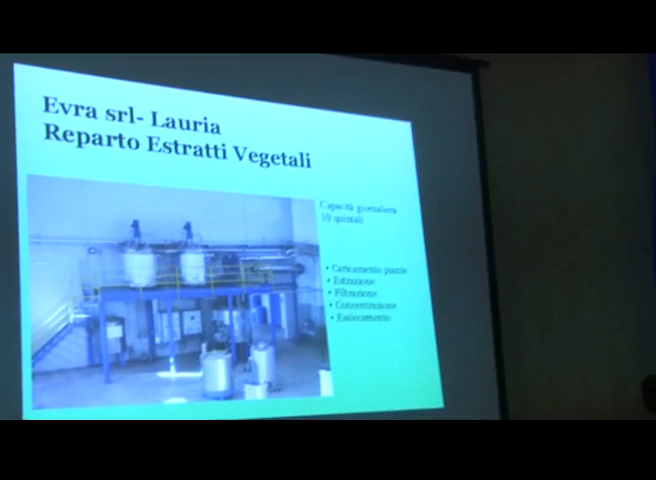 Evra srl- Lauria
Reparto Estratti Vegetali
Capacità giornaliera
10 quintali
• Caricamento piante
• Estrazione
• Filtrazione
• Concentrazione
• Essiccamento